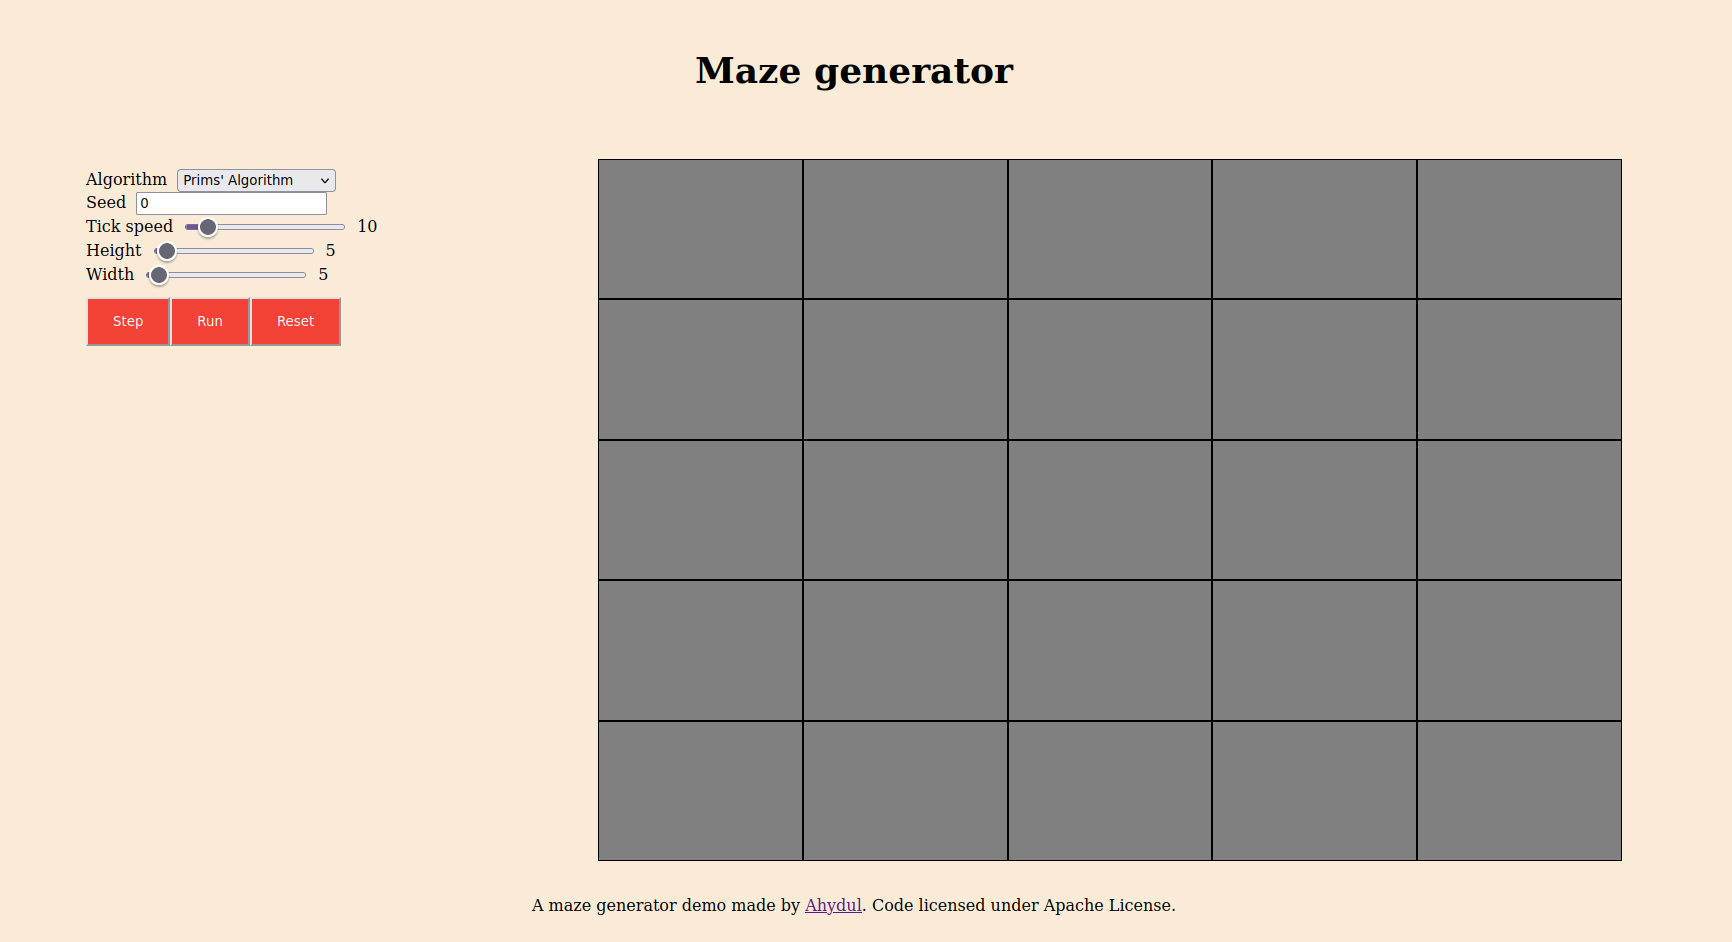 Maze generator
Algorithm Prims' Algorithm
Seed 0
Tick speed 10
Height 5
Width 5
Step Run Reset
A maze generator demo made by Ahydul. Code licensed under Apache License.